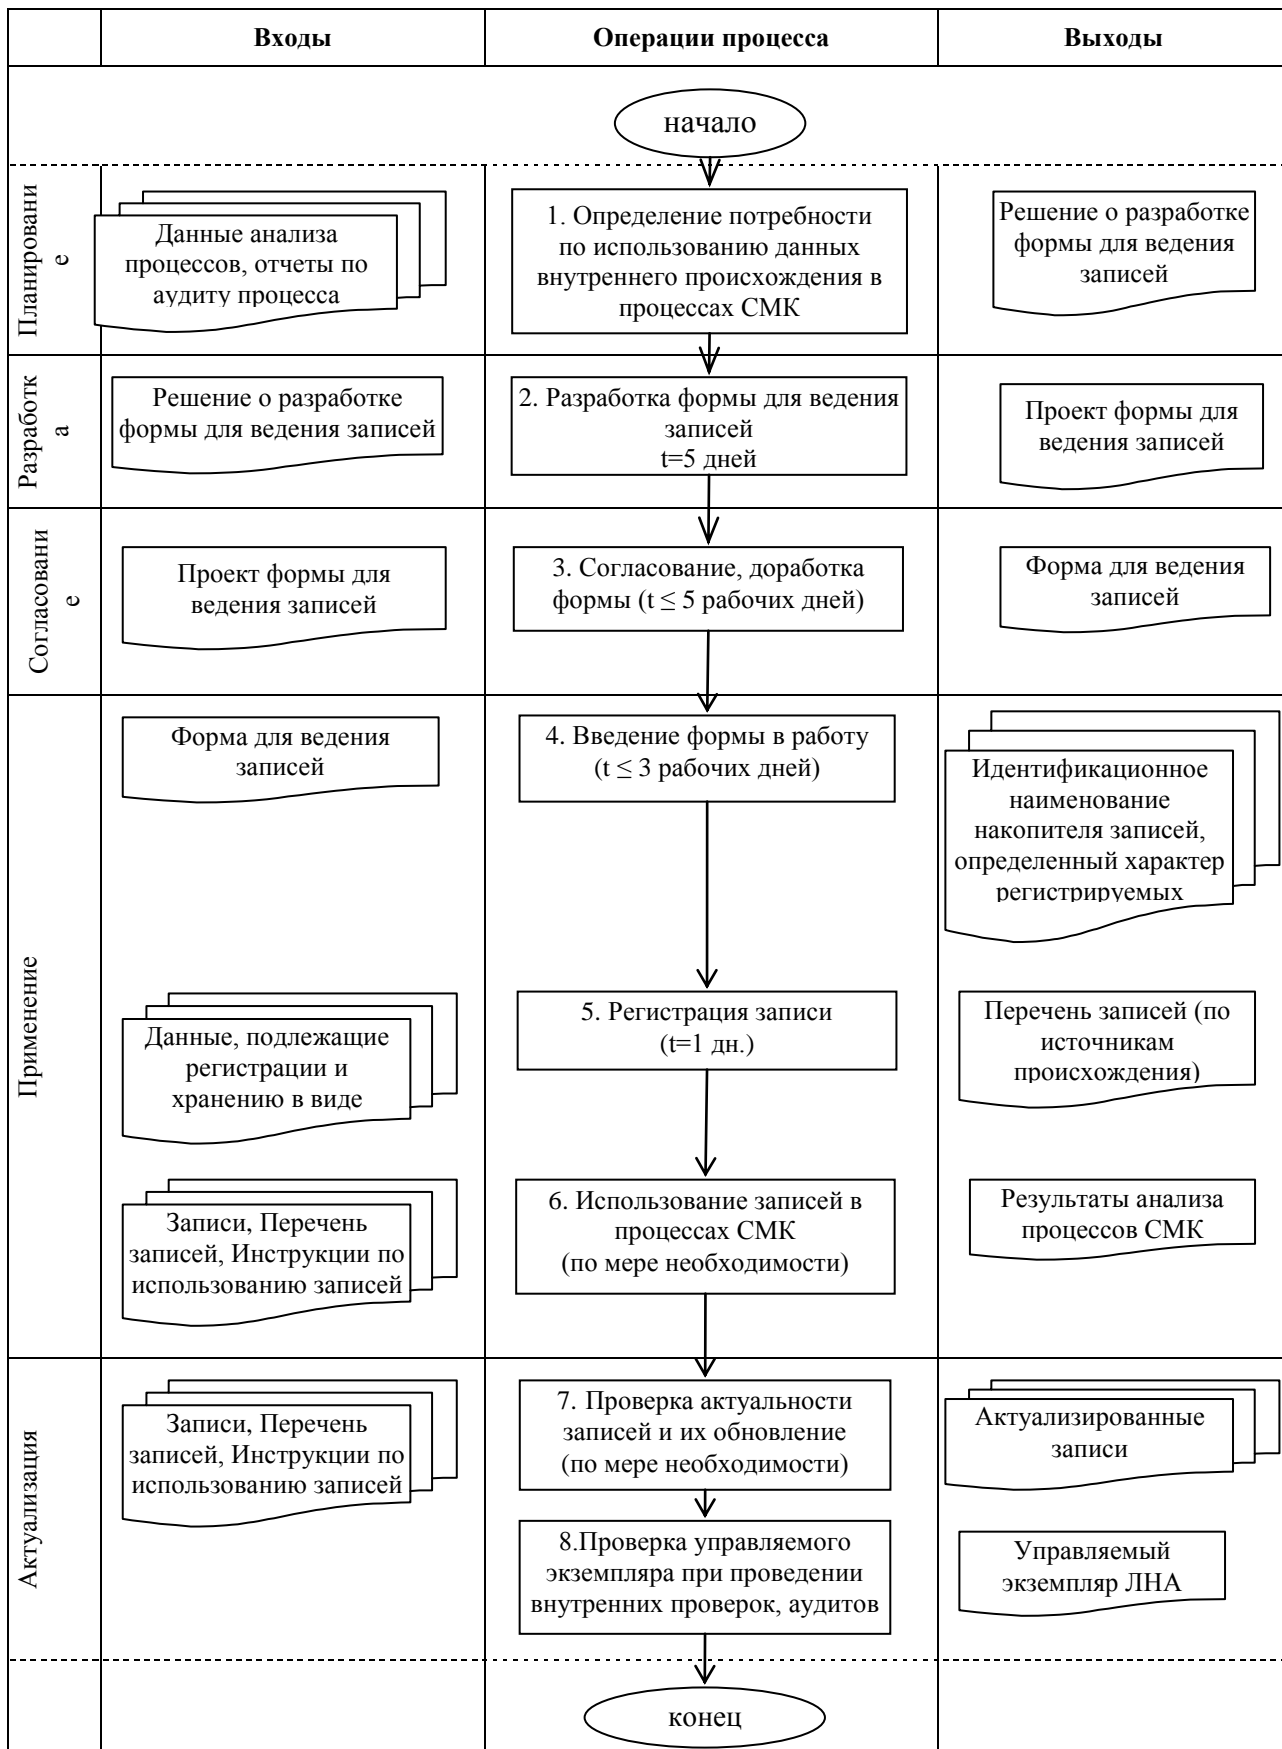 Входы
Операции процесса
Выходы
начало
Планировани
е
Данные анализа
процессов, отчеты по
аудиту процесса
1. Определение потребности
по использованию данных
внутреннего происхождения в
процессах СМК
Решение о разработке
формы для ведения
записей
Разработк
а
Решение о разработке
формы для ведения записей
2. Разработка формы для ведения
записей
t=5 дней
Проект формы для
ведения записей
Согласовани
е
Проект формы для
ведения записей
3. Согласование, доработка
формы (t ≤ 5 рабочих дней)
Форма для ведения
записей
Применение
Форма для ведения
записей
4. Введение формы в работу
(t ≤ 3 рабочих дней)
Идентификационное
наименование
накопителя записей,
определенный характер
регистрируемых
Данные, подлежащие
регистрации и
хранению в виде
5. Регистрация записи
(t=1 дн.)
Перечень записей (по
источникам
происхождения)
Записи, Перечень
записей, Инструкции по
использованию записей
6. Использование записей в
процессах СМК
(по мере необходимости)
Результаты анализа
процессов СМК
Актуализация
Записи, Перечень
записей, Инструкции по
использованию записей
7. Проверка актуальности
записей и их обновление
(по мере необходимости)
Актуализированные
записи
8.Проверка управляемого
экземпляра при проведении
внутренних проверок, аудитов
Управляемый
экземпляр ЛНА
конец